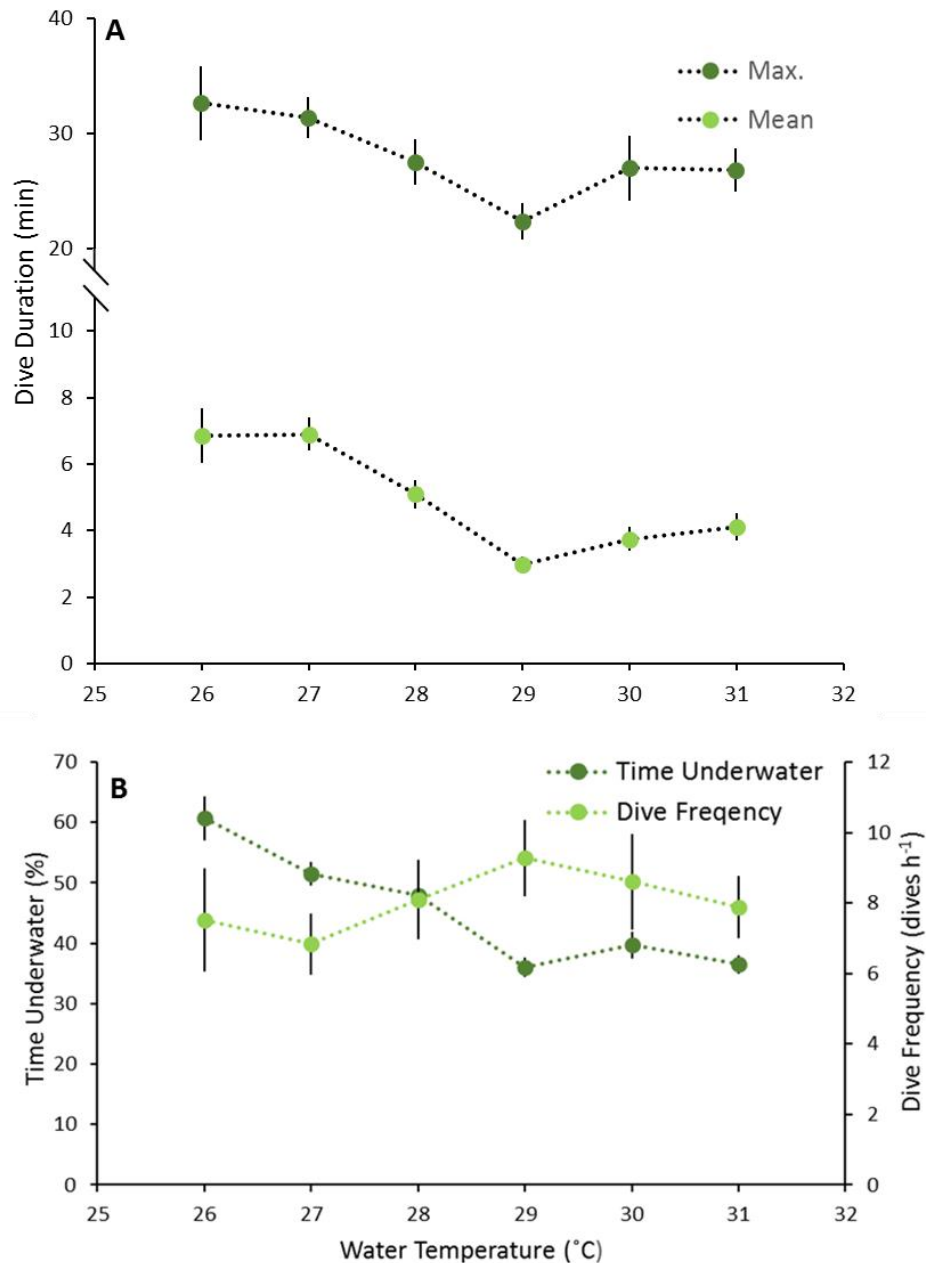 A
40
30
20
10
8
6
4
2
0
Dive Duration (min)
Max.
Mean
25 26 27 28 29 30 31 32
B
70
60
50
40
30
20
10
0
Time Underwater (%)
Time Underwater
Dive Freqency
12
10
8
6
4
2
0
Dive Frequency (dives h⁻¹)
25 26 27 28 29 30 31 32
Water Temperature (˚C)